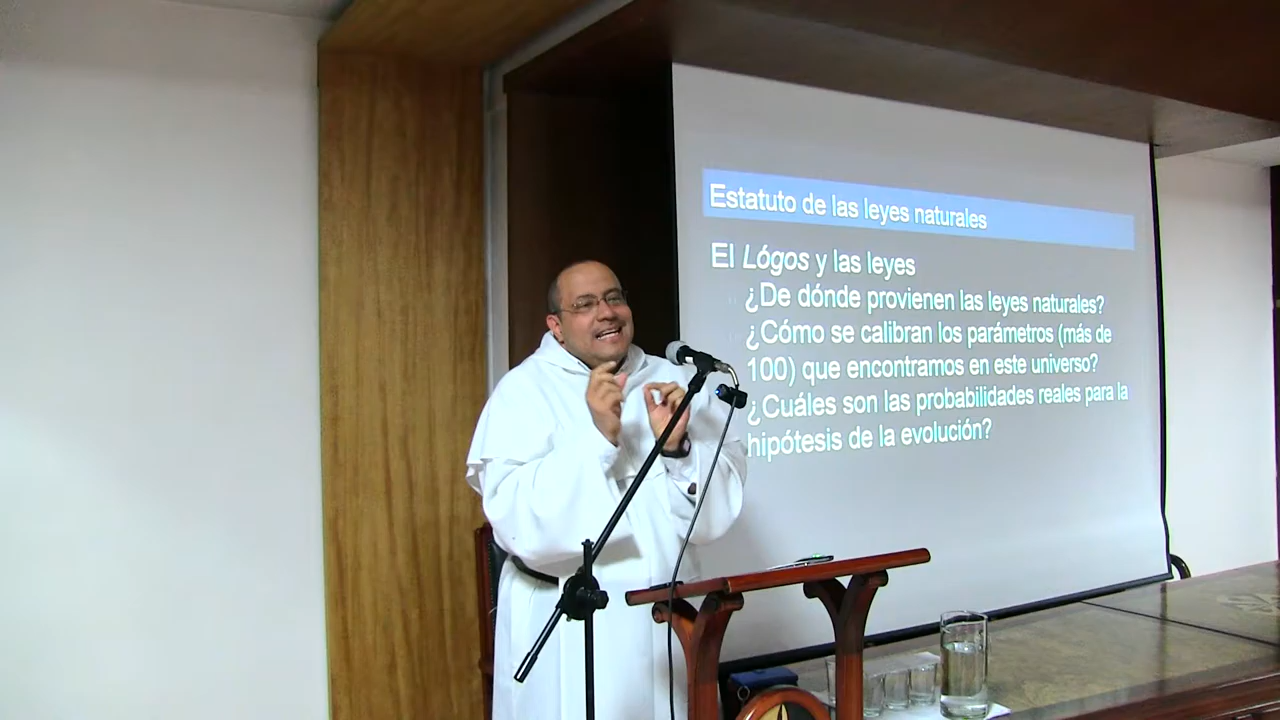 Estatuto de las leyes naturales
El Lógos y las leyes
¿De dónde provienen las leyes naturales?
¿Cómo se calibran los parámetros (más de
100) que encontramos en este universo?
¿Cuáles son las probabilidades reales para la
hipótesis de la evolución?